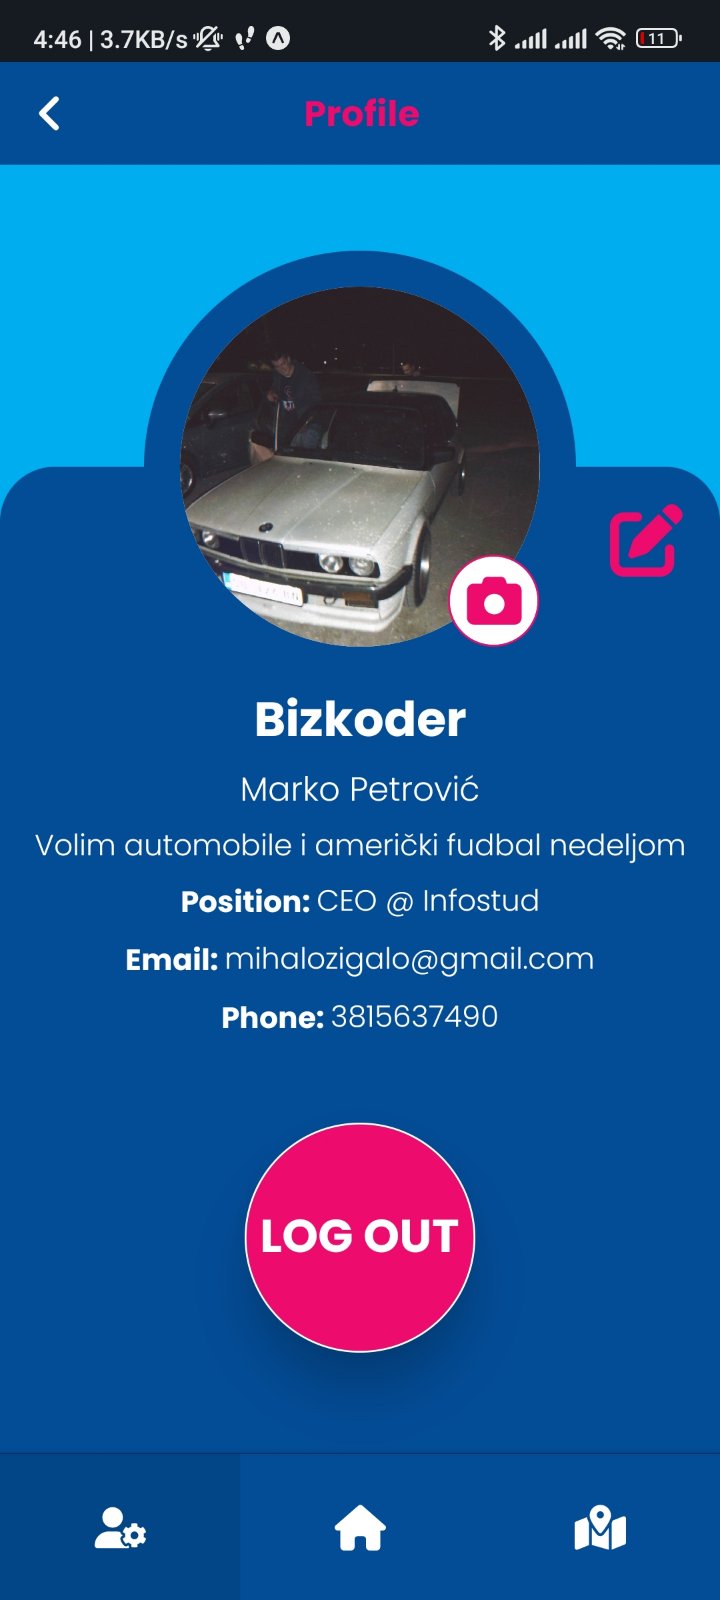 4:46 | 3.7KB/s
11
Profile
Bizkoder
Marko Petrović
Volim automobile i američki fudbal nedeljom
Position: CEO @ Infostud
Email: mihalozigalo@gmail.com
Phone: 3815637490
LOG OUT